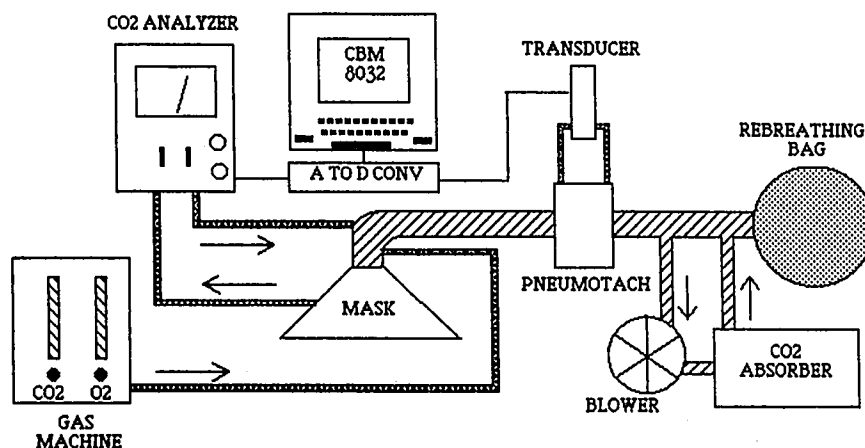 CO2 ANALYZER
CBM
8032
TRANSDUCER
REBREATHING
BAG
A TO D CONV
PNEUMOTACH
MASK
CO2
ABSORBER
BLOWER
CO2
O2
GAS
MACHINE